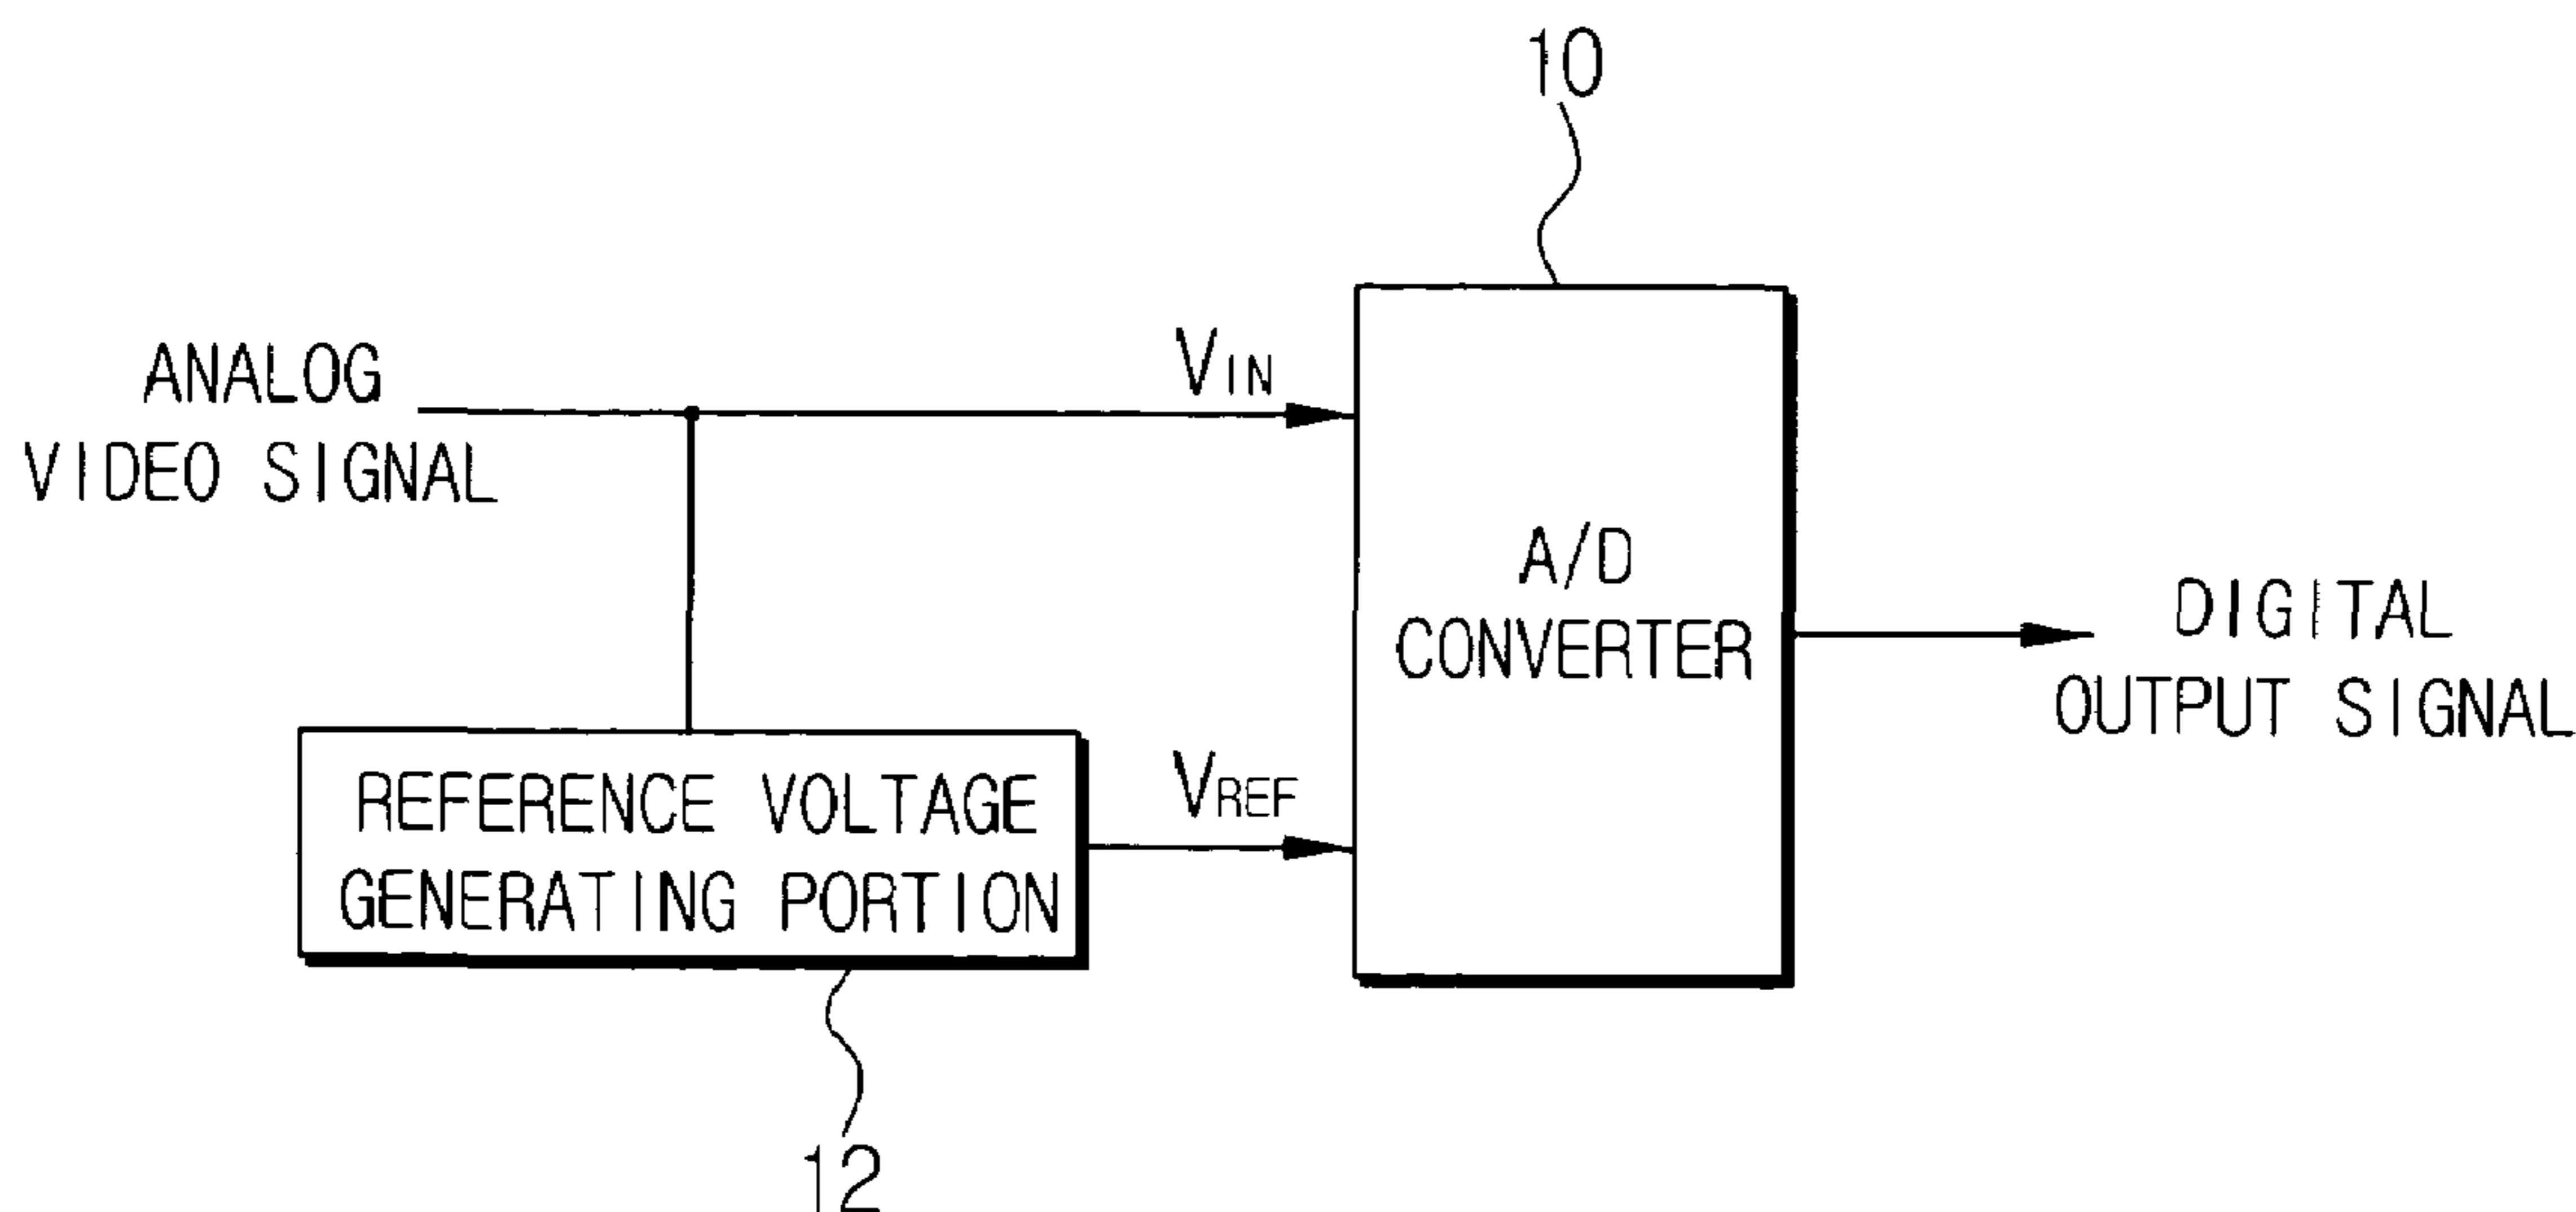 10
ANALOG
VIDEO SIGNAL
VIN
A/D
CONVERTER
DIGITAL
OUTPUT SIGNAL
REFERENCE VOLTAGE
GENERATING PORTION
VREF
12